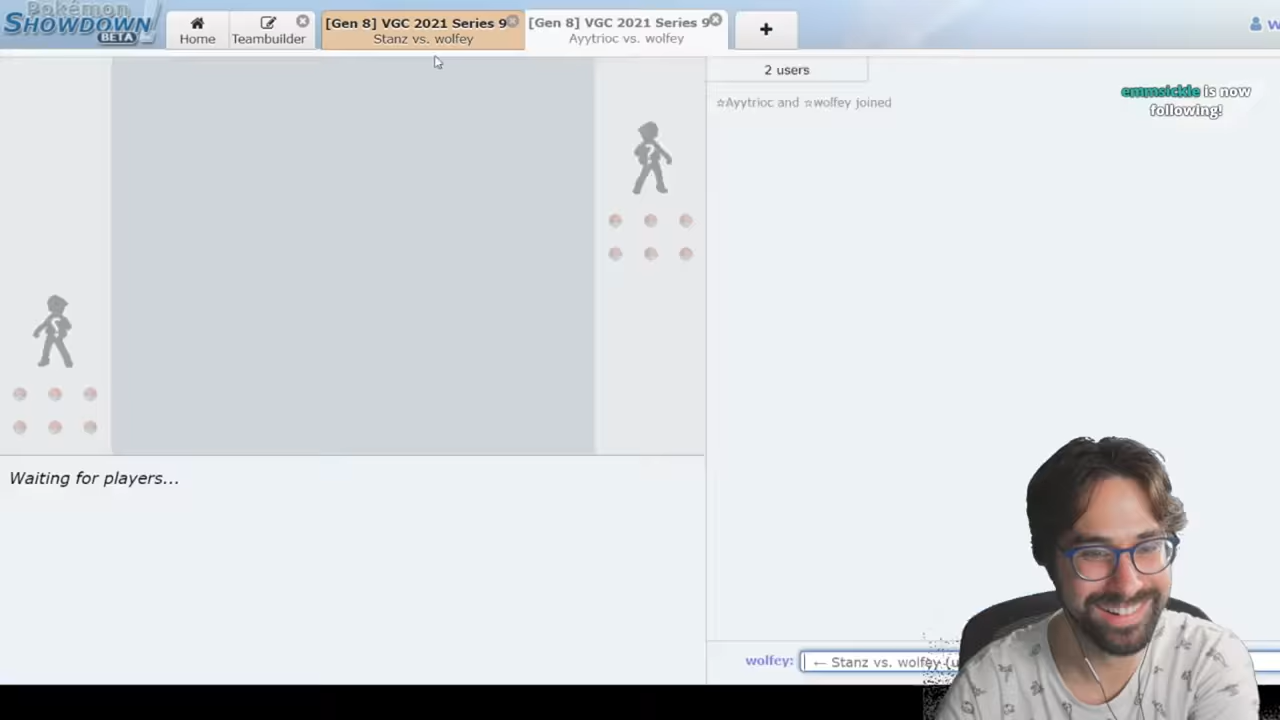 Pokémon
SHOWDOWN
BETA
Home
Teambuilder
[Gen 8] VGC 2021 Series 9
Stanz vs. wolfey
[Gen 8] VGC 2021 Series 9
Ayytrioc vs. wolfey
+
w
2 users
☆Ayytrioc and ☆wolfey joined
emmsickle is now
following!
Waiting for players...
wolfey:
← Stanz vs. wolfey (u